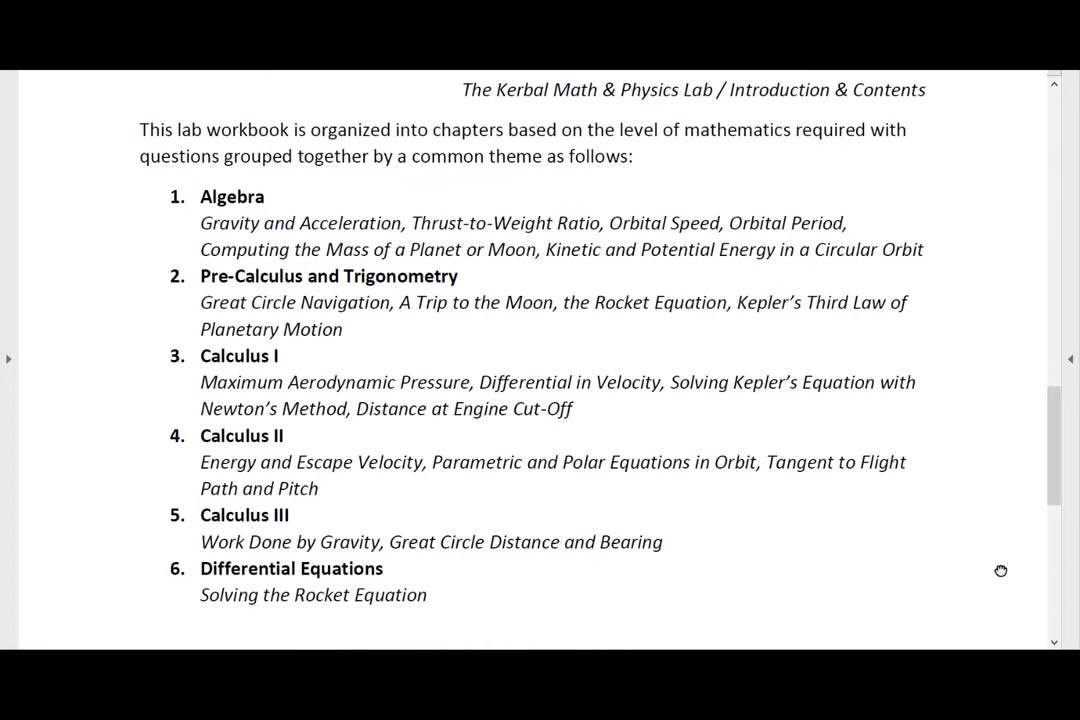 The Kerbal Math & Physics Lab / Introduction & Contents
This lab workbook is organized into chapters based on the level of mathematics required with
questions grouped together by a common theme as follows:
1. Algebra
Gravity and Acceleration, Thrust-to-Weight Ratio, Orbital Speed, Orbital Period,
Computing the Mass of a Planet or Moon, Kinetic and Potential Energy in a Circular Orbit
2. Pre-Calculus and Trigonometry
Great Circle Navigation, A Trip to the Moon, the Rocket Equation, Kepler’s Third Law of
Planetary Motion
3. Calculus I
Maximum Aerodynamic Pressure, Differential in Velocity, Solving Kepler’s Equation with
Newton’s Method, Distance at Engine Cut-Off
4. Calculus II
Energy and Escape Velocity, Parametric and Polar Equations in Orbit, Tangent to Flight
Path and Pitch
5. Calculus III
Work Done by Gravity, Great Circle Distance and Bearing
6. Differential Equations
Solving the Rocket Equation